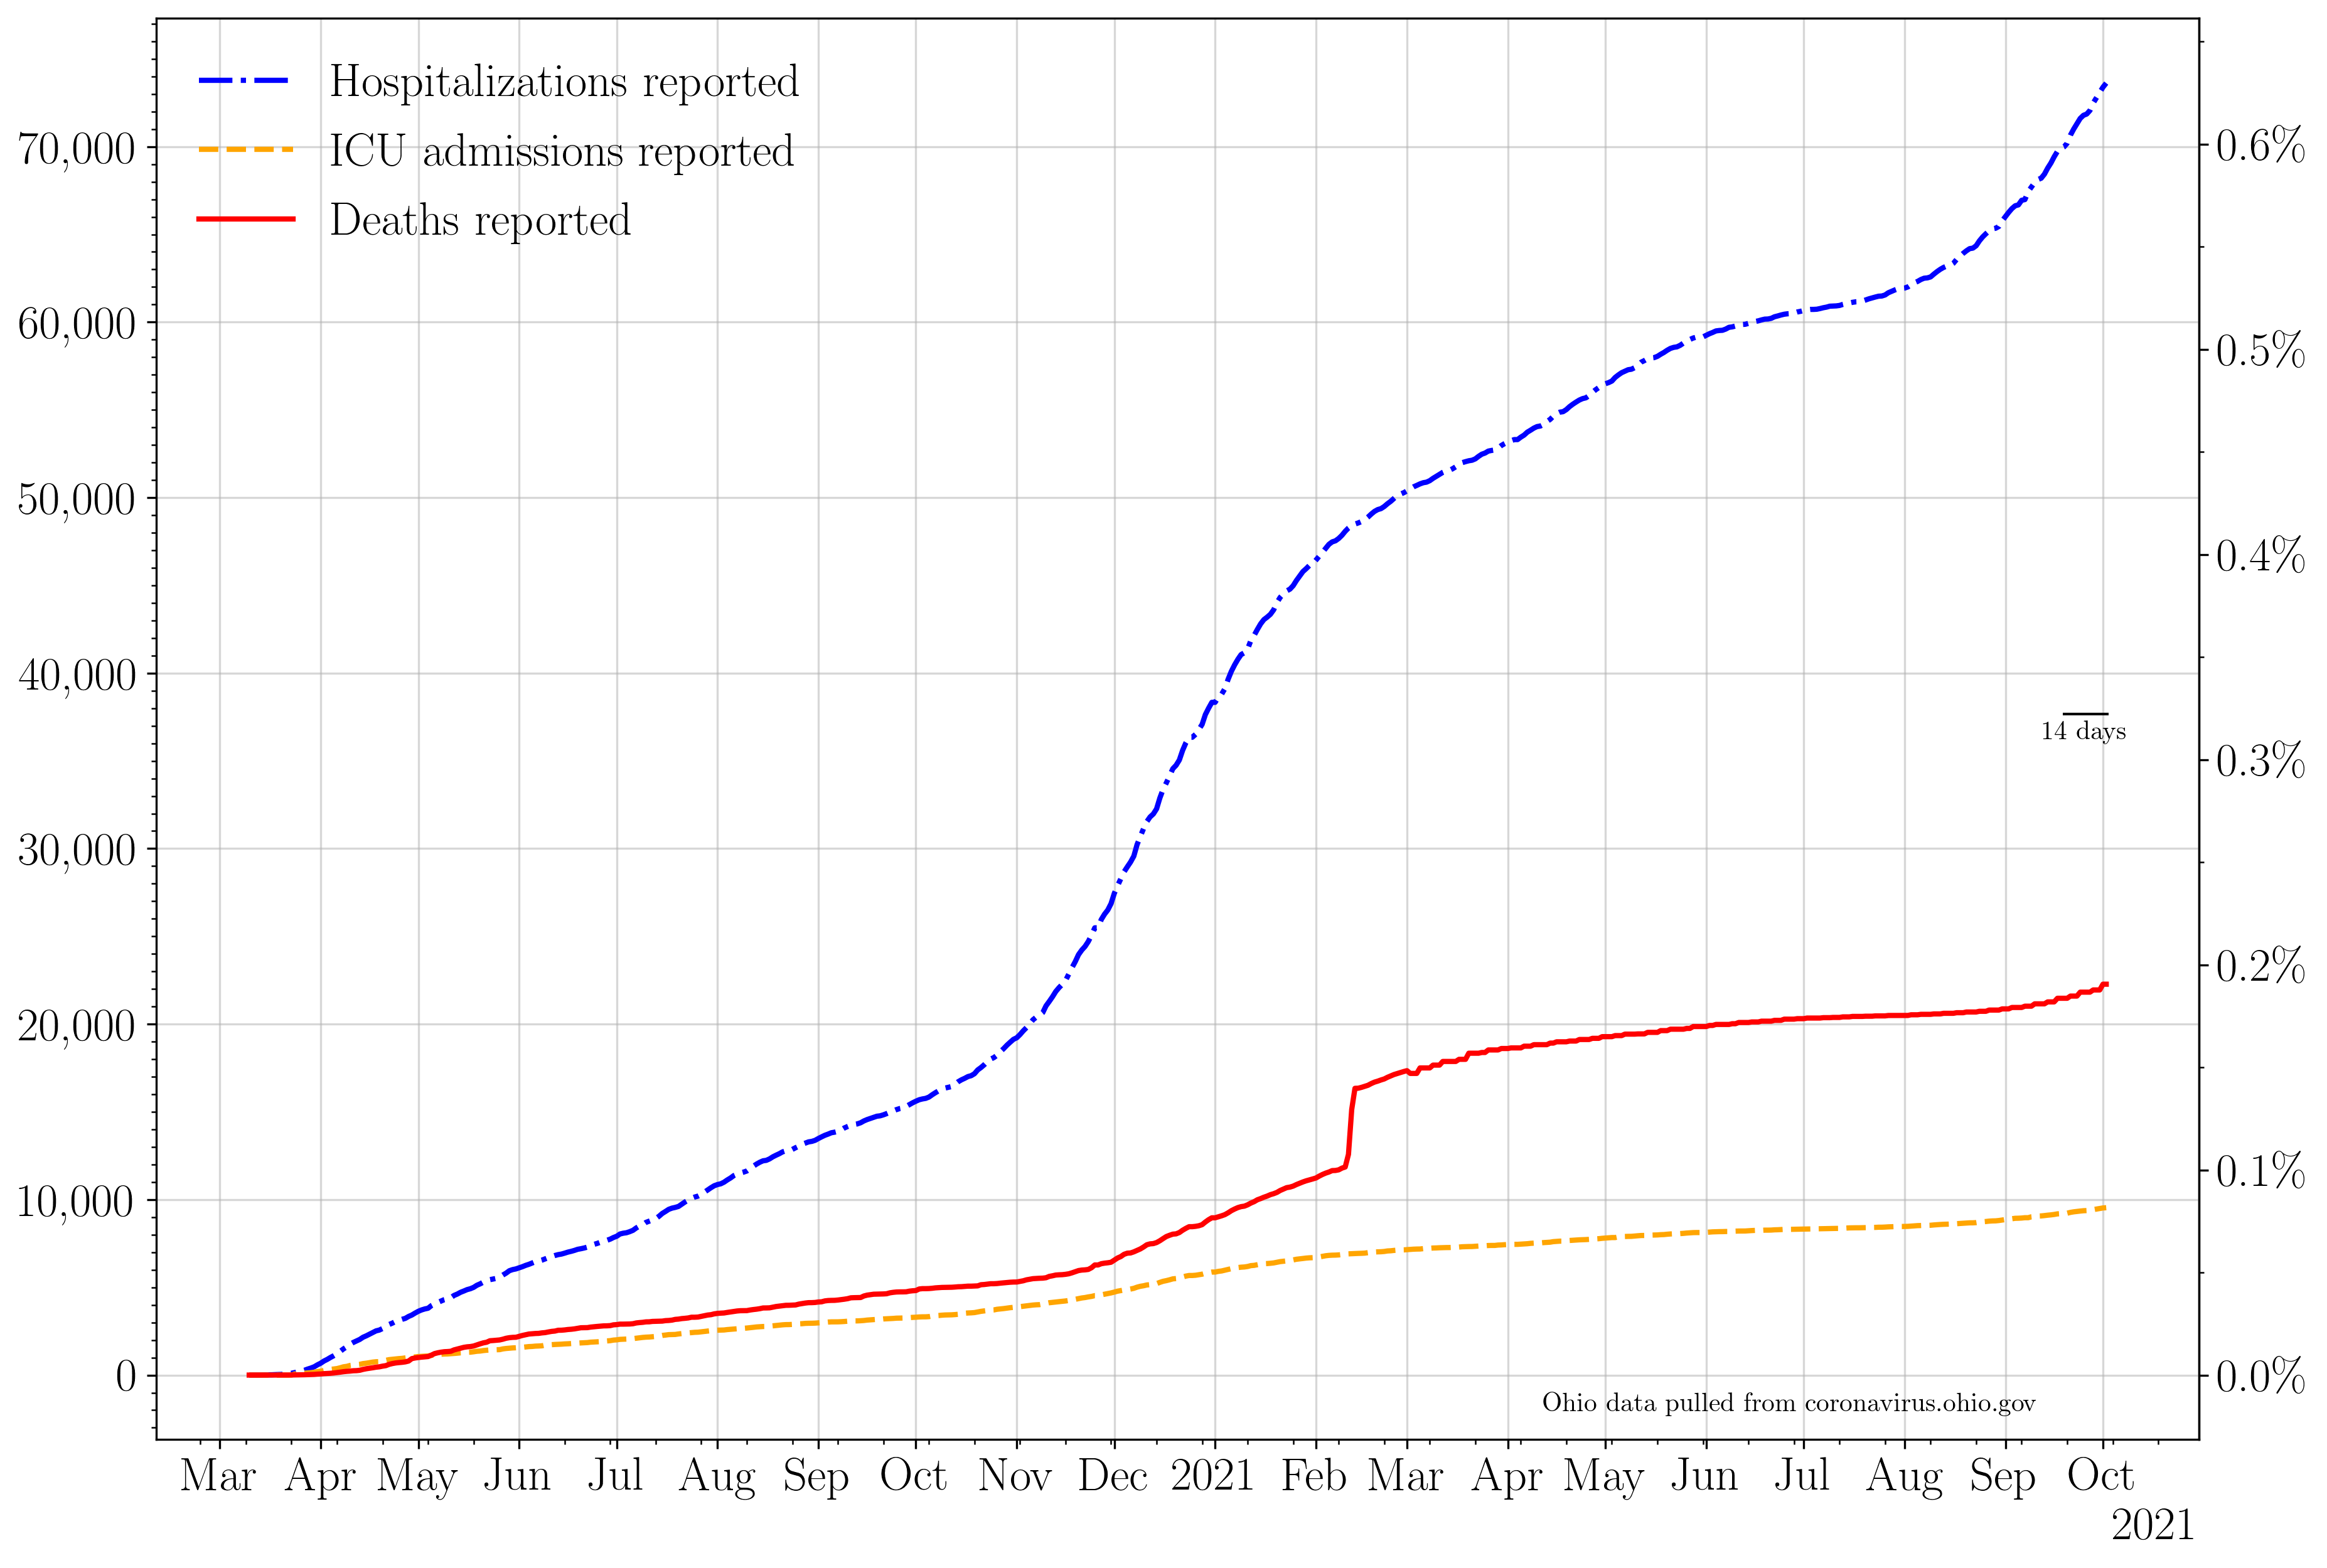 Hospitalizations reported
ICU admissions reported
Deaths reported
70,000
60,000
50,000
40,000
30,000
20,000
10,000
0
0.6%
0.5%
0.4%
0.3%
0.2%
0.1%
0.0%
14 days
Ohio data pulled from coronavirus.ohio.gov
Mar Apr May Jun Jul Aug Sep Oct Nov Dec 2021 Feb Mar Apr May Jun Jul Aug Sep Oct
2021